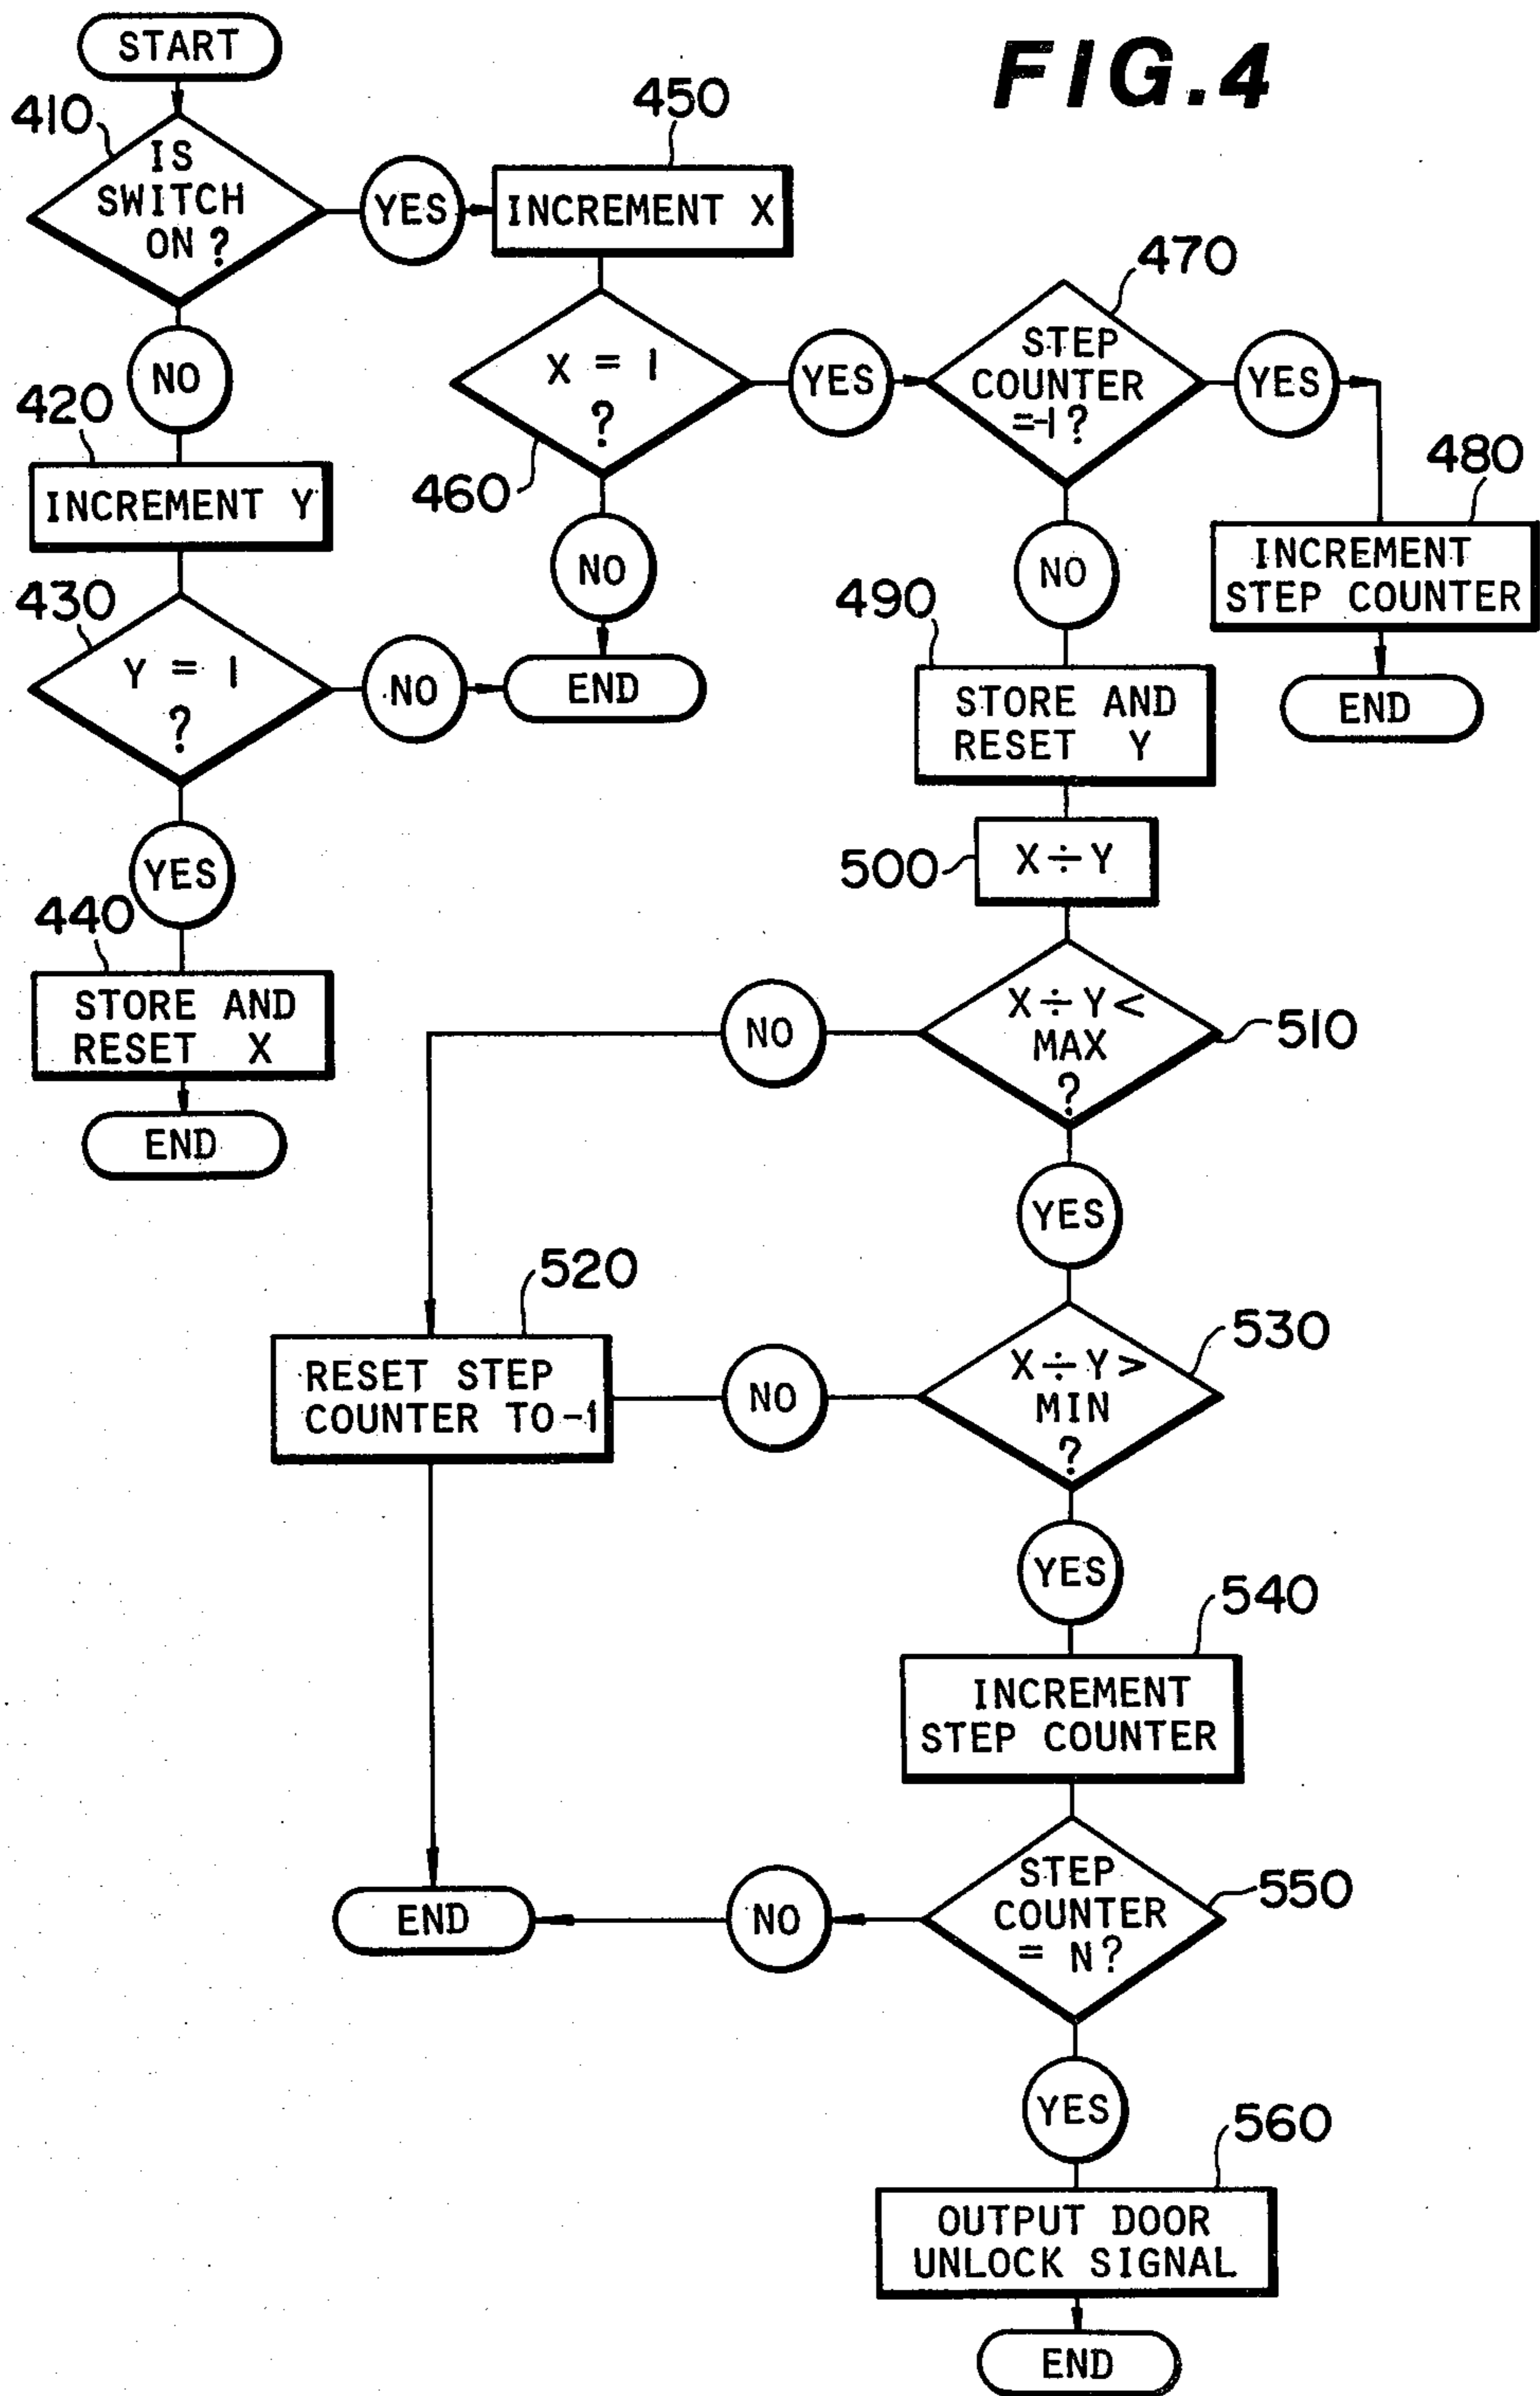 FIG.4
START
410
IS
SWITCH
ON?
YES
450
INCREMENT X
NO
420
INCREMENT Y
430
Y = 1
?
NO
END
YES
440
STORE AND
RESET X
END
X = 1
?
460
NO
YES
470
STEP
COUNTER
=-1?
YES
480
INCREMENT
STEP COUNTER
END
NO
490
STORE AND
RESET Y
500
X÷Y
X÷Y<
MAX
?
510
NO
YES
520
RESET STEP
COUNTER TO -1
NO
X÷Y>
MIN
?
530
YES
540
INCREMENT
STEP COUNTER
STEP
COUNTER
= N?
550
NO
END
YES
560
OUTPUT DOOR
UNLOCK SIGNAL
END